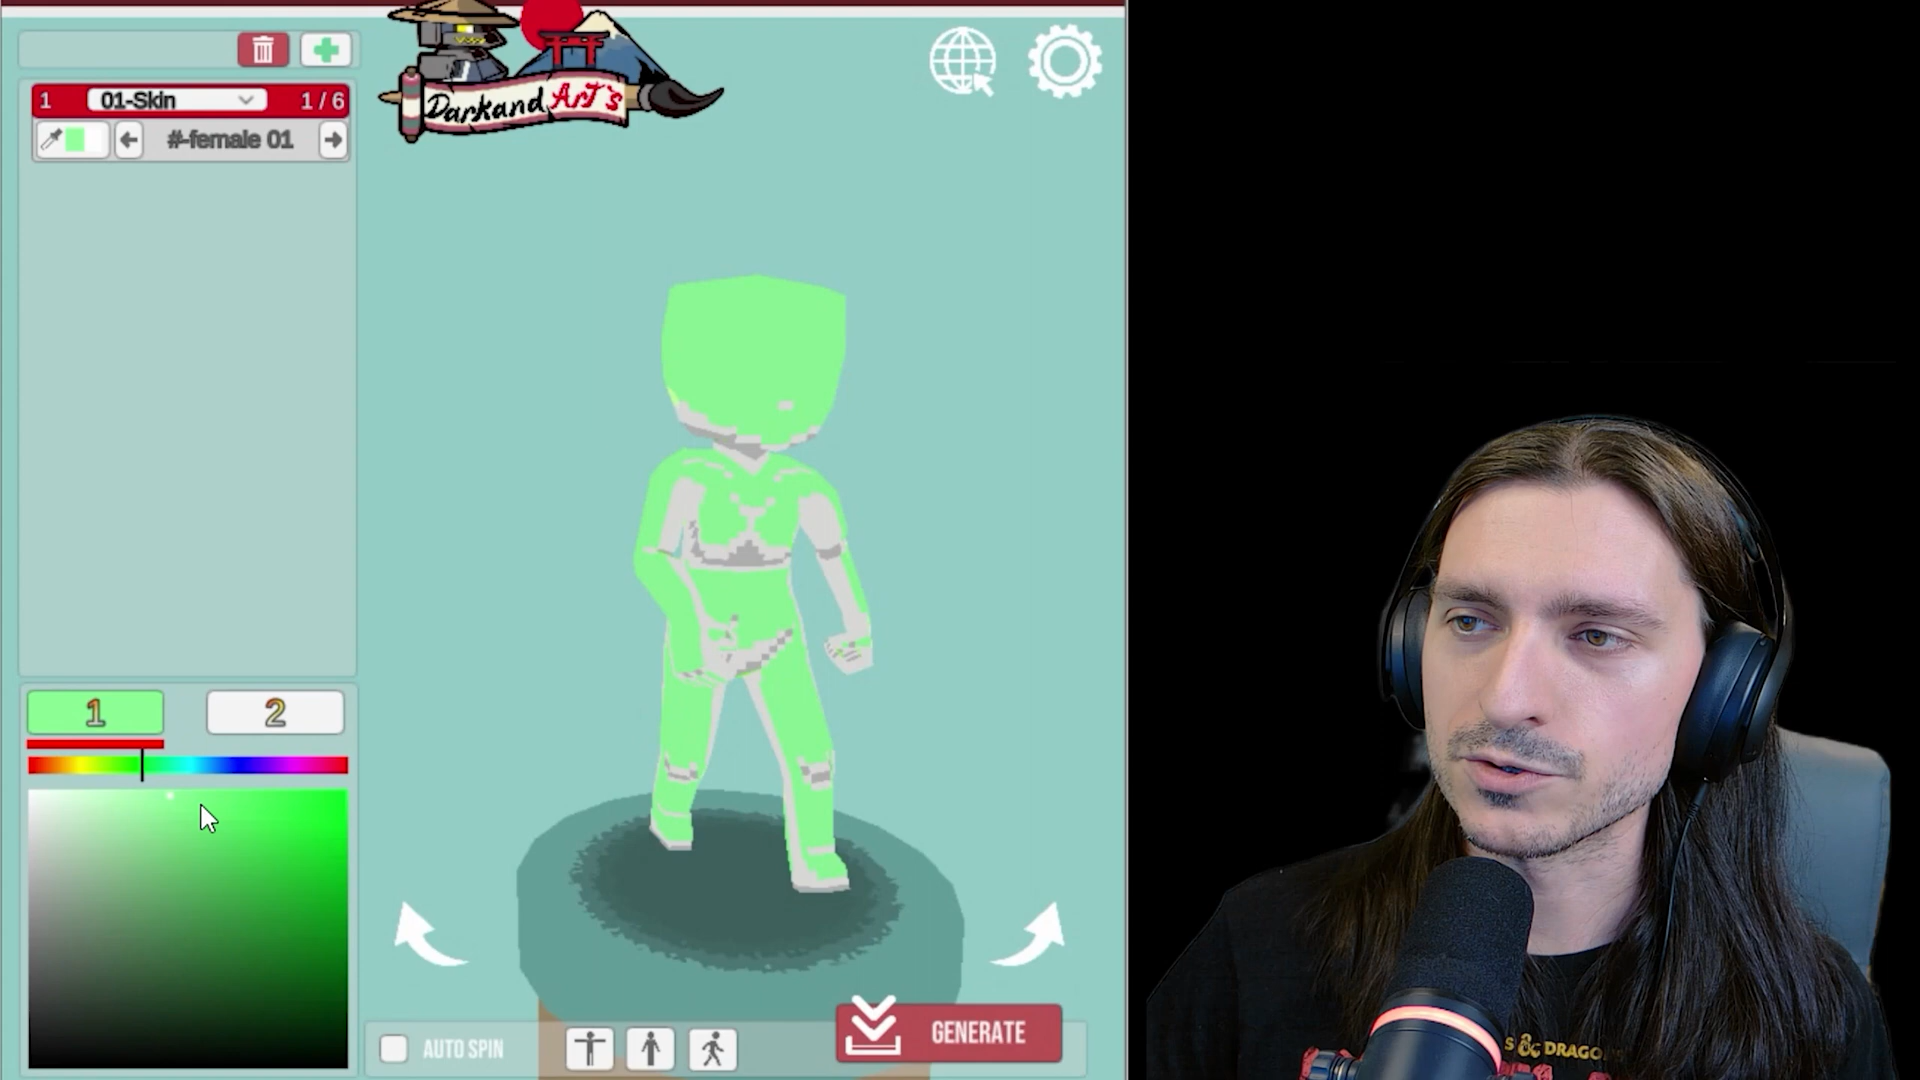 Darkand Art's
1 01-Skin 1 / 6
#-female 01
1 2
AUTO SPIN
GENERATE
S & DRAGO